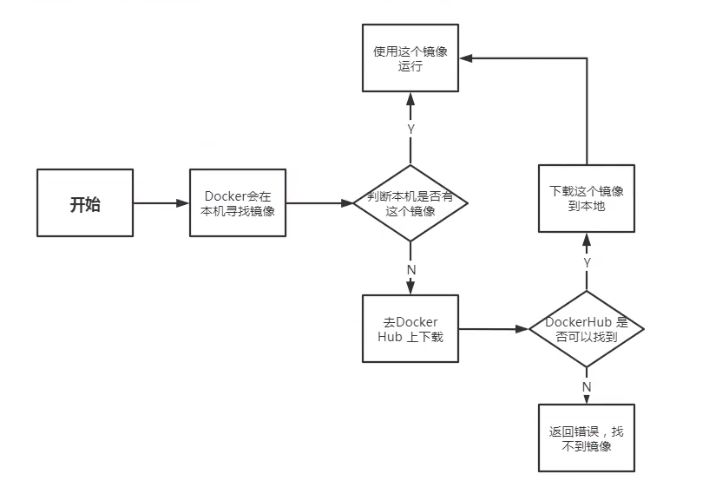 使用这个镜像
运行
Y
开始
Docker会在
本机寻找镜像
判断本机是否有
这个镜像
下载这个镜像
到本地
N
Y
去Docker
Hub 上下载
DockerHub 是
否可以找到
N
返回错误，找
不到镜像